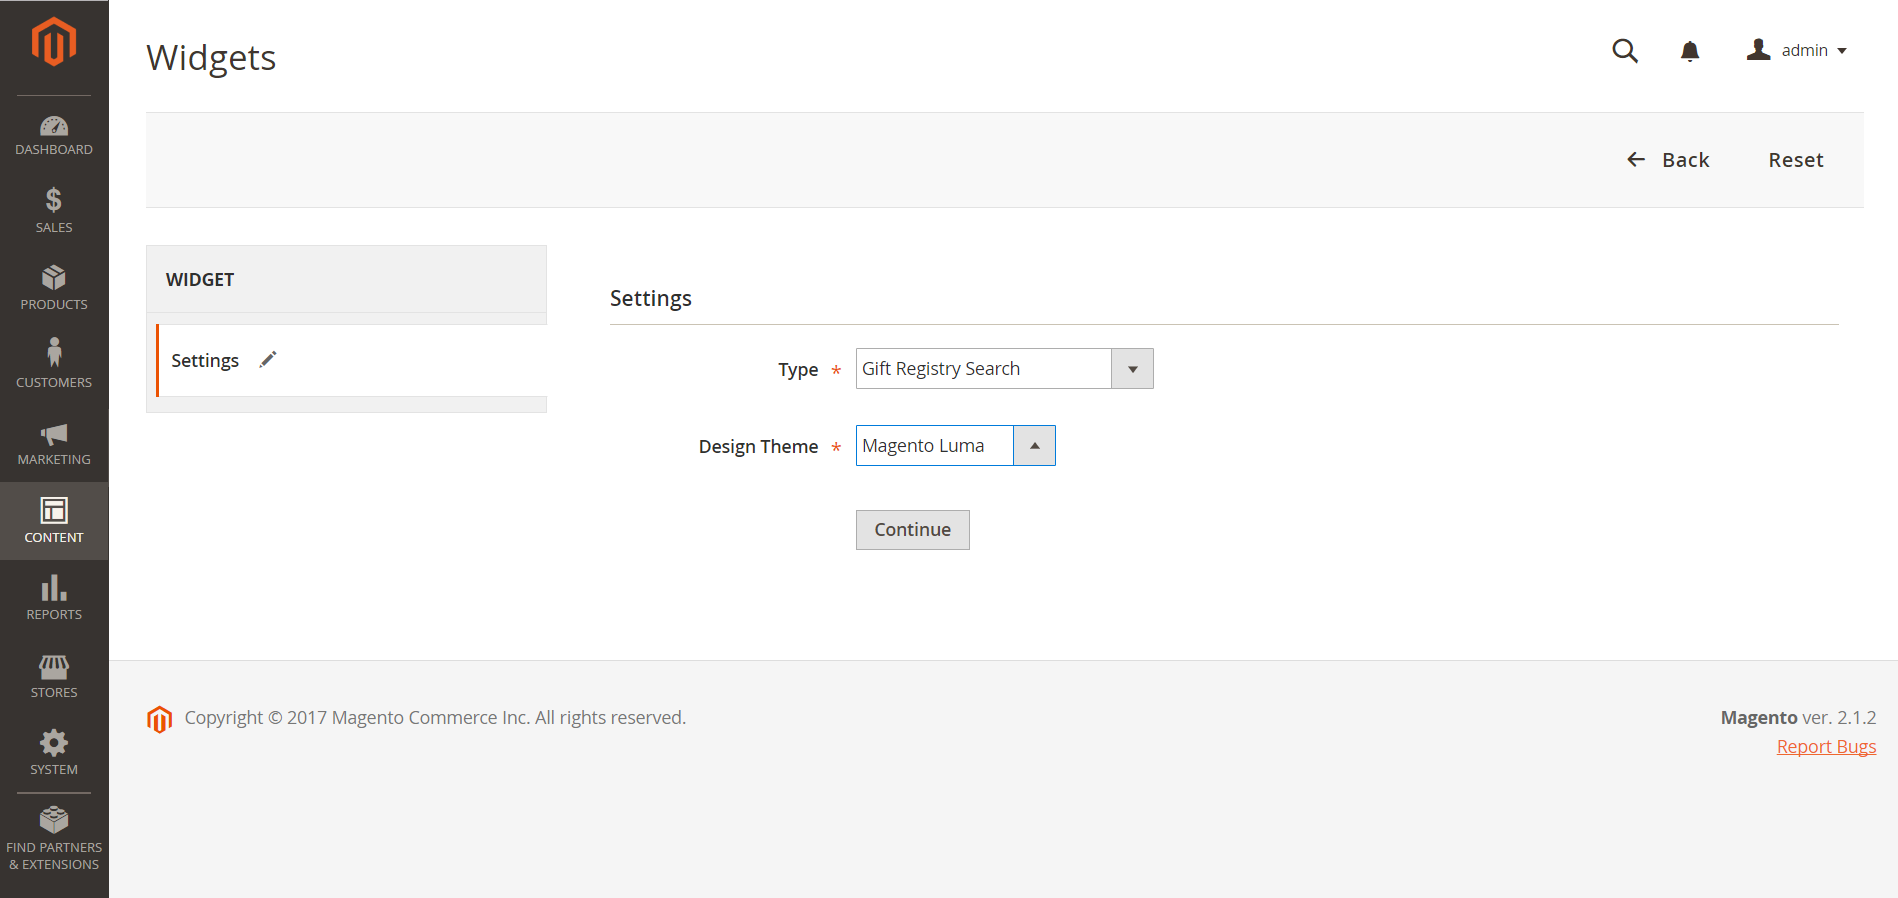 DASHBOARD
SALES
PRODUCTS
CUSTOMERS
MARKETING
CONTENT
REPORTS
STORES
SYSTEM
FIND PARTNERS
& EXTENSIONS
Widgets
admin
Back Reset
WIDGET
Settings
Settings
Type * Gift Registry Search
Design Theme * Magento Luma
Continue
Copyright © 2017 Magento Commerce Inc. All rights reserved.
Magento ver. 2.1.2
Report Bugs